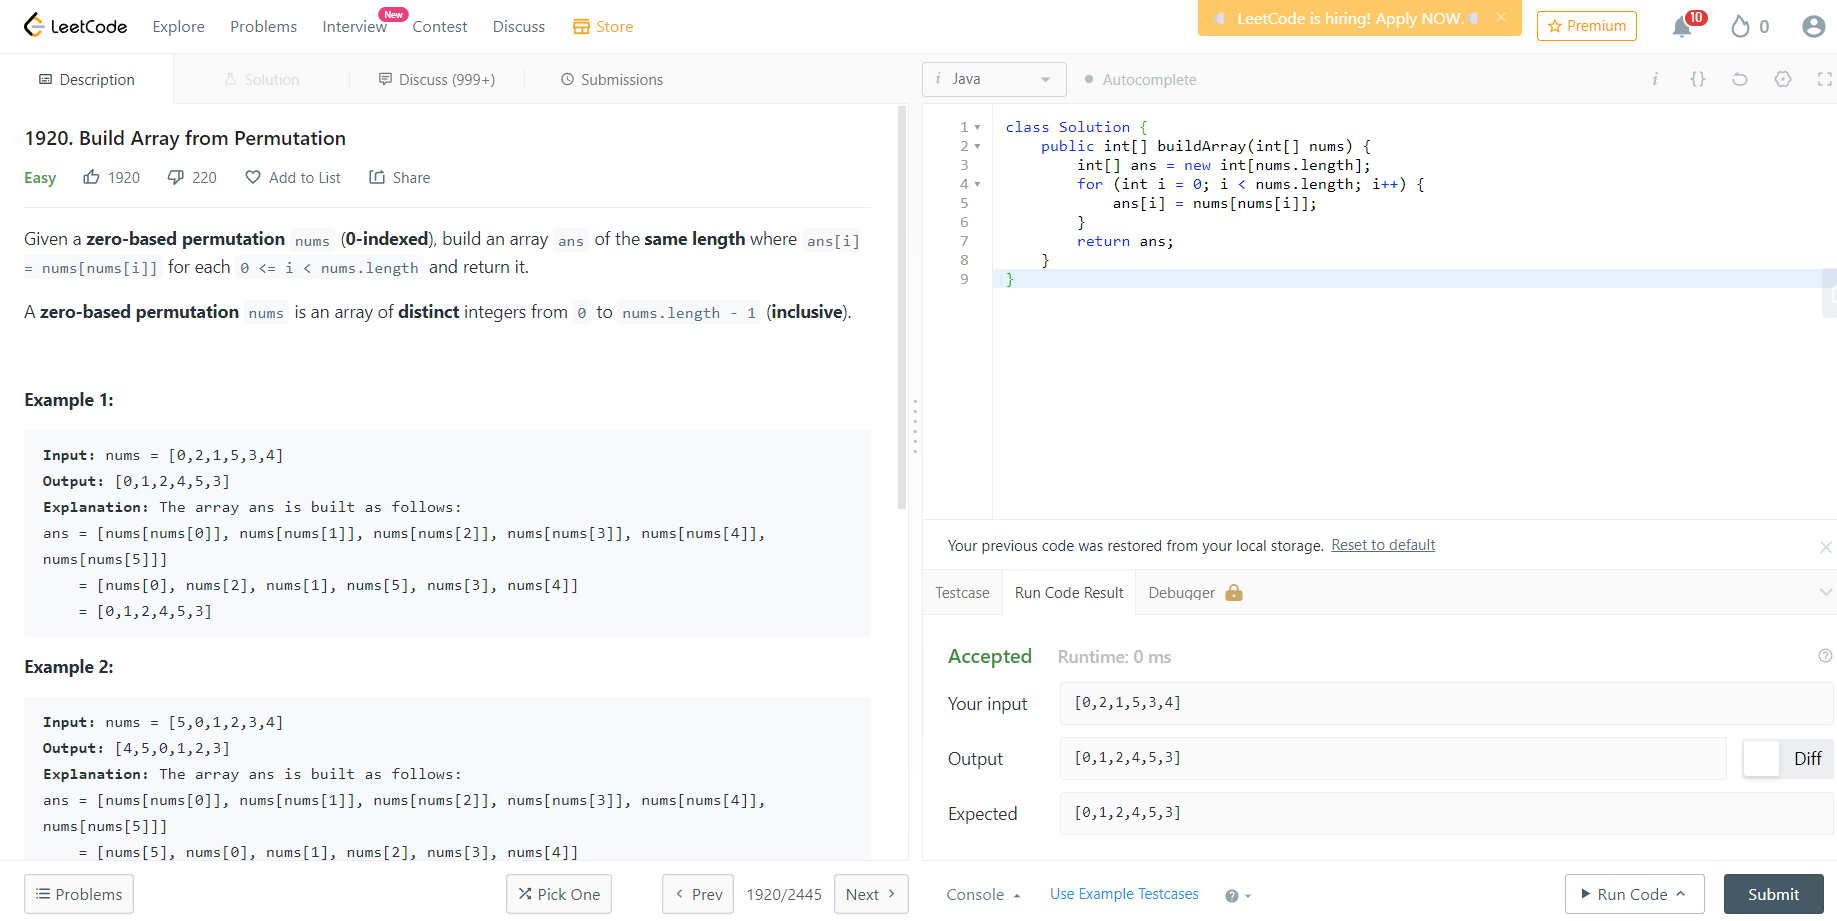 LeetCode Explore Problems Interview New Contest Discuss Store LeetCode is hiring! Apply NOW. Premium 10 0
Description Solution Discuss (999+) Submissions i Java Autocomplete
1920. Build Array from Permutation
Easy 1920 220 Add to List Share
Given a zero-based permutation nums (0-indexed), build an array ans of the same length where ans[i]
= nums[nums[i]] for each 0 <= i < nums.length and return it.
A zero-based permutation nums is an array of distinct integers from 0 to nums.length - 1 (inclusive).
Example 1:
Input: nums = [0,2,1,5,3,4]
Output: [0,1,2,4,5,3]
Explanation: The array ans is built as follows:
ans = [nums[nums[0]], nums[nums[1]], nums[nums[2]], nums[nums[3]], nums[nums[4]],
nums[nums[5]]]
= [nums[0], nums[2], nums[1], nums[5], nums[3], nums[4]]
= [0,1,2,4,5,3]
Example 2:
Input: nums = [5,0,1,2,3,4]
Output: [4,5,0,1,2,3]
Explanation: The array ans is built as follows:
ans = [nums[nums[0]], nums[nums[1]], nums[nums[2]], nums[nums[3]], nums[nums[4]],
nums[nums[5]]]
= [nums[5], nums[0], nums[1], nums[2], nums[3], nums[4]]
Problems Pick One Prev 1920/2445 Next
1 class Solution {
2 public int[] buildArray(int[] nums) {
3 int[] ans = new int[nums.length];
4 for (int i = 0; i < nums.length; i++) {
5 ans[i] = nums[nums[i]];
6 }
7 return ans;
8 }
9 }
Your previous code was restored from your local storage. Reset to default
Testcase Run Code Result Debugger
Accepted Runtime: 0 ms
Your input [0,2,1,5,3,4]
Output [0,1,2,4,5,3] Diff
Expected [0,1,2,4,5,3]
Console Use Example Testcases Run Code Submit